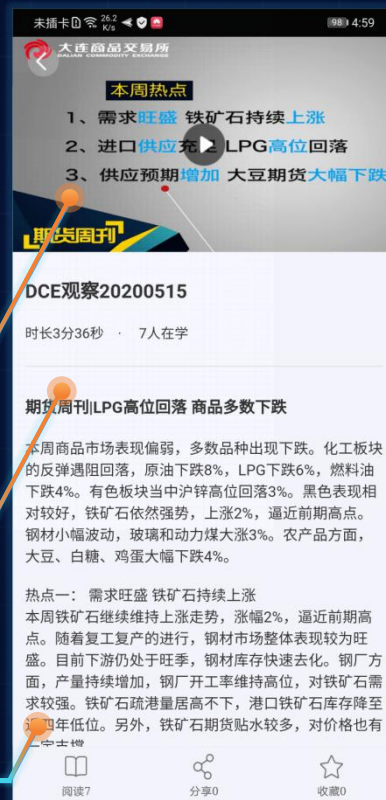 未插卡 26.2 K/s 98 4:59
大连商品交易所
DALIAN COMMODITY EXCHANGE
本周热点
1、需求旺盛 铁矿石持续上涨
2、进口供应充足 LPG高位回落
3、供应预期增加 大豆期货大幅下跌
期货周刊
DCE观察20200515
时长3分36秒 · 7人在学
期货周刊|LPG高位回落 商品多数下跌
本周商品市场表现偏弱，多数品种出现下跌。化工板块
的反弹遇阻回落，原油下跌8%，LPG下跌6%，燃料油
下跌4%。有色板块当中沪锌高位回落3%。黑色表现相
对较好，铁矿石依然强势，上涨2%，逼近前期高点。
钢材小幅波动，玻璃和动力煤大涨3%。农产品方面，
大豆、白糖、鸡蛋大幅下跌4%。
热点一： 需求旺盛 铁矿石持续上涨
本周铁矿石继续维持上涨走势，涨幅2%，逼近前期高
点。随着复工复产的进行，钢材市场整体表现较为旺
盛。目前下游仍处于旺季，钢材库存快速去化。钢厂方
面，产量持续增加，钢厂开工率维持高位，对铁矿石需
求较强。铁矿石疏港量居高不下，港口铁矿石库存降至
近四年低位。另外，铁矿石期货贴水较多，对价格也有
一定支撑
阅读7 分享0 收藏0